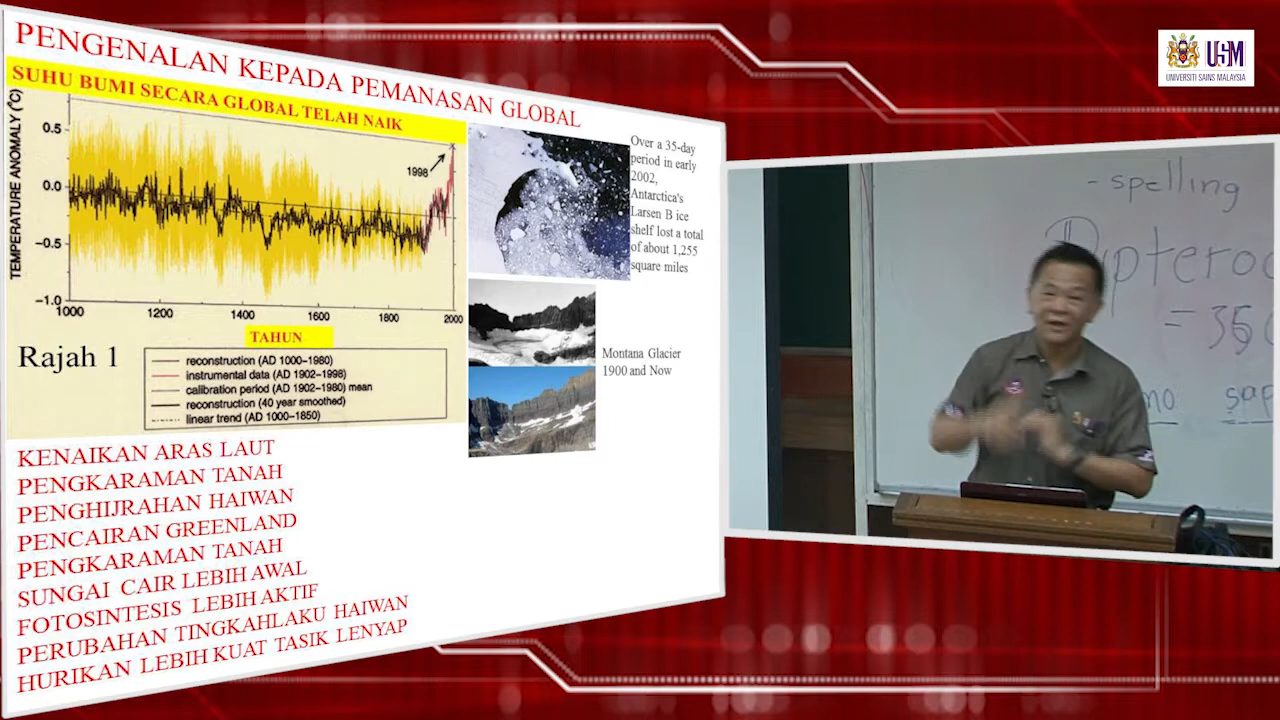 PENGENALAN KEPADA PEMANASAN GLOBAL
SUHU BUMI SECARA GLOBAL TELAH NAIK
TEMPERATURE ANOMALY (°C)
0.5
0.0
−0.5
−1.0
1998
1000
1200
1400
1600
1800
2000
TAHUN
Rajah 1
reconstruction (AD 1000−1980)
instrumental data (AD 1902−1998)
calibration period (AD 1902−1980) mean
reconstruction (40 year smoothed)
linear trend (AD 1000−1850)
Over a 35-day
period in early
2002,
Antarctica's
Larsen B ice
shelf lost a total
of about 1,255
square miles
Montana Glacier
1900 and Now
KENAIKAN ARAS LAUT
PENGKARAMAN TANAH
PENGHIJRAHAN HAIWAN
PENCAIRAN GREENLAND
PENGKARAMAN TANAH
SUNGAI CAIR LEBIH AWAL
FOTOSINTESIS LEBIH AKTIF
PERUBAHAN TINGKAHLAKU HAIWAN
HURIKAN LEBIH KUAT TASIK LENYAP
USM
UNIVERSITI SAINS MALAYSIA
- spelling